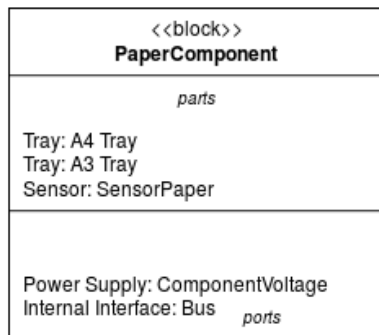 <<block>>
PaperComponent
parts
Tray: A4 Tray
Tray: A3 Tray
Sensor: SensorPaper
Power Supply: ComponentVoltage
Internal Interface: Bus
ports